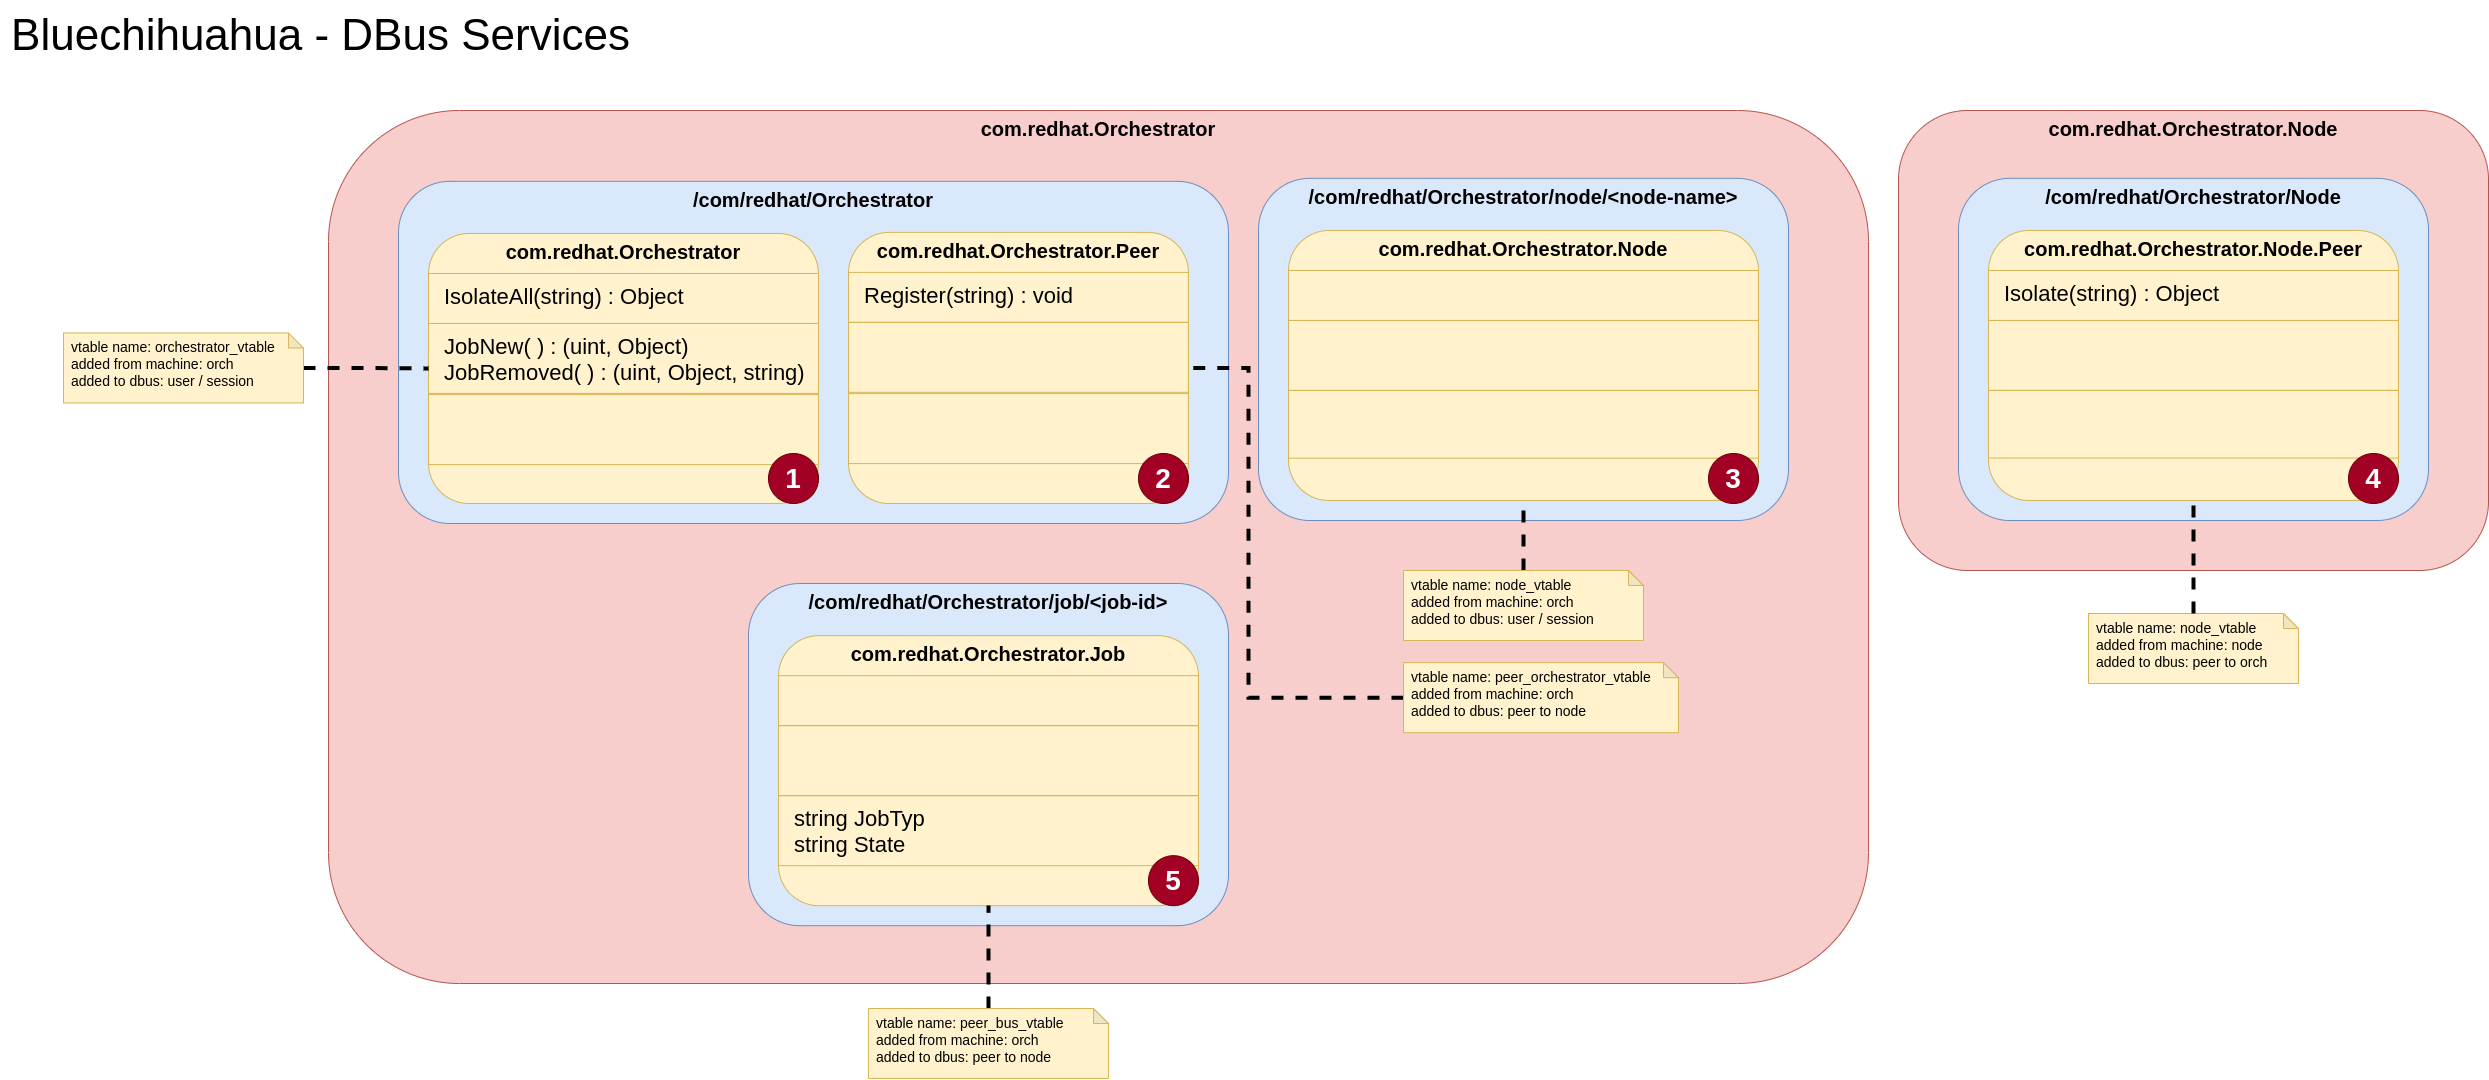 Bluechihuahua - DBus Services
com.redhat.Orchestrator
/com/redhat/Orchestrator
com.redhat.Orchestrator
IsolateAll(string) : Object
JobNew( ) : (uint, Object)
JobRemoved( ) : (uint, Object, string)
1
com.redhat.Orchestrator.Peer
Register(string) : void
2
/com/redhat/Orchestrator/node/<node-name>
com.redhat.Orchestrator.Node
3
com.redhat.Orchestrator.Node
/com/redhat/Orchestrator/Node
com.redhat.Orchestrator.Node.Peer
Isolate(string) : Object
4
vtable name: orchestrator_vtable
added from machine: orch
added to dbus: user / session
vtable name: node_vtable
added from machine: orch
added to dbus: user / session
vtable name: peer_orchestrator_vtable
added from machine: orch
added to dbus: peer to node
vtable name: node_vtable
added from machine: node
added to dbus: peer to orch
/com/redhat/Orchestrator/job/<job-id>
com.redhat.Orchestrator.Job
string JobTyp
string State
5
vtable name: peer_bus_vtable
added from machine: orch
added to dbus: peer to node